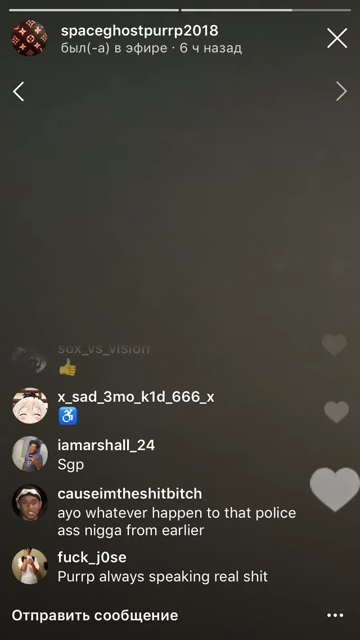 spaceghostpurrp2018
был(-а) в эфире · 6 ч назад
sox_vs_vision
x_sad_3mo_k1d_666_x
iamarshall_24
Sgp
causeimtheshitbitch
ayo whatever happen to that police
ass nigga from earlier
fuck_j0se
Purrp always speaking real shit
Отправить сообщение